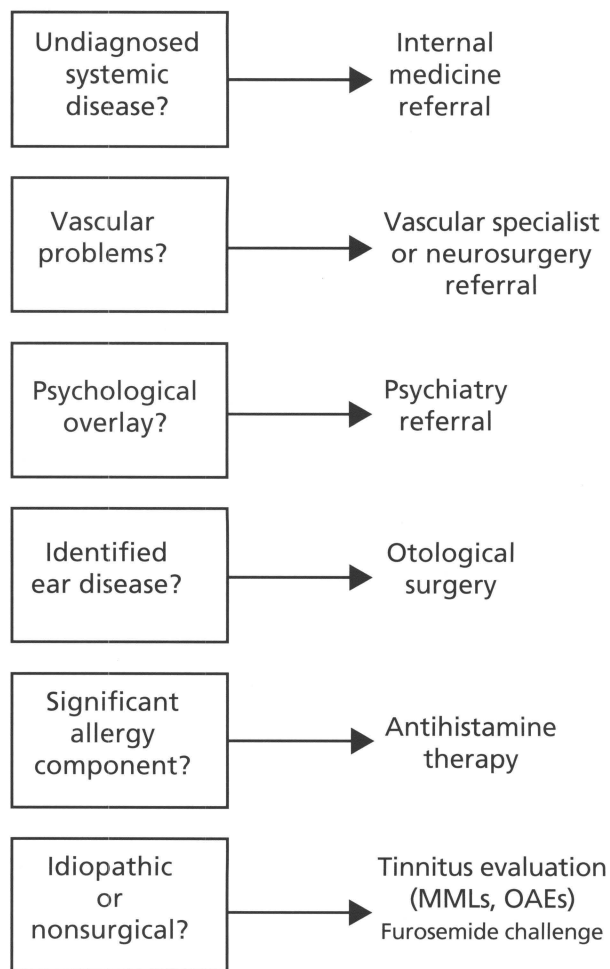 Undiagnosed
systemic
disease?
Internal
medicine
referral
Vascular
problems?
Vascular specialist
or neurosurgery
referral
Psychological
overlay?
Psychiatry
referral
Identified
ear disease?
Otological
surgery
Significant
allergy
component?
Antihistamine
therapy
Idiopathic
or
nonsurgical?
Tinnitus evaluation
(MMLs, OAEs)
Furosemide challenge